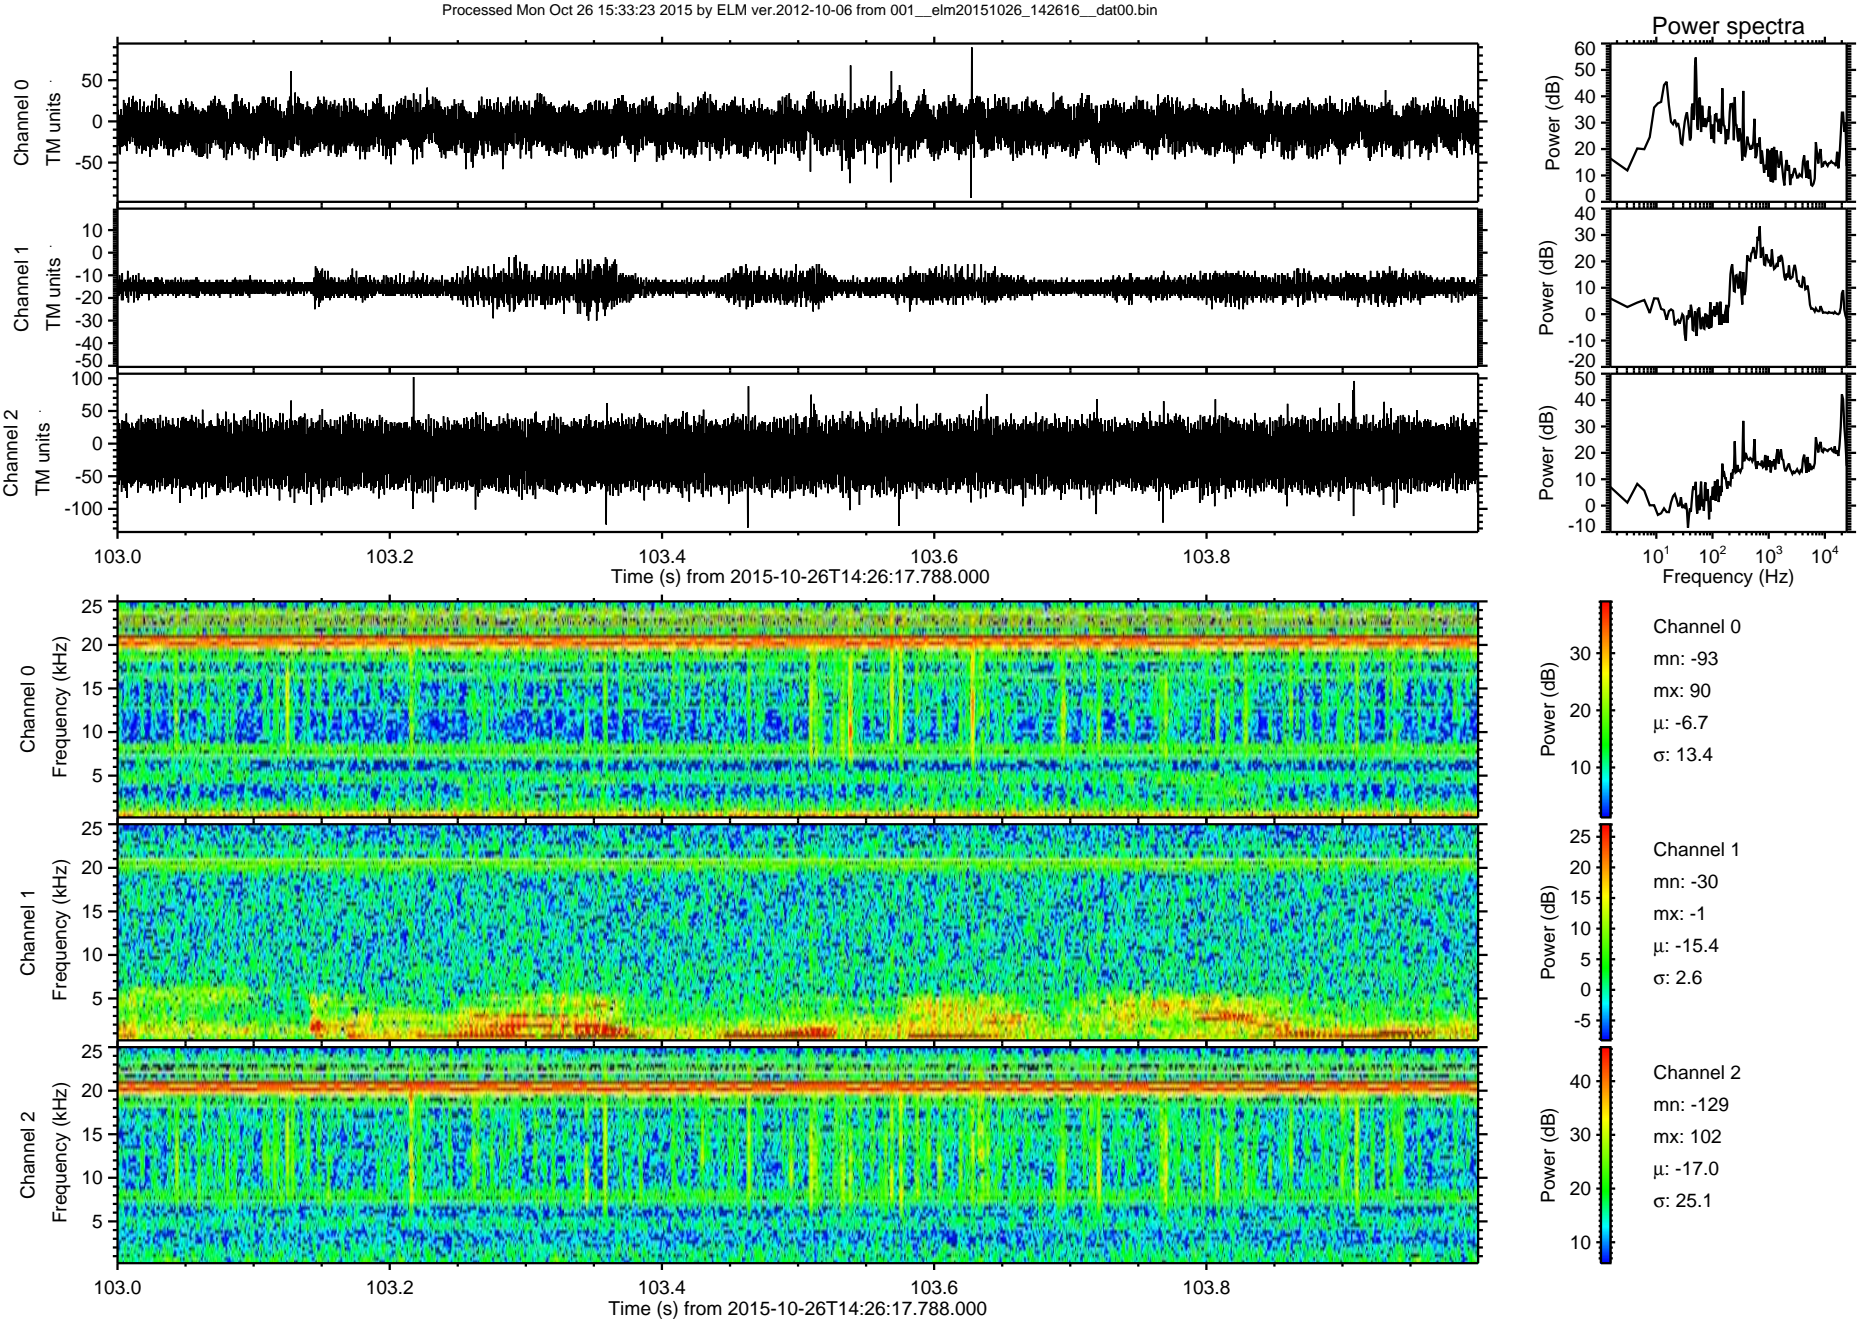 Processed Mon Oct 26 15:33:23 2015 by ELM ver.2012-10-06 from 001__elm20151026_142616__dat00.bin
Power spectra
Channel 0
TM units
50
0
-50
Power (dB)
60
50
40
30
20
10
0
Channel 1
TM units
10
0
-10
-20
-30
-40
-50
Power (dB)
40
30
20
10
0
-10
-20
Channel 2
TM units
100
50
0
-50
-100
Power (dB)
50
40
30
20
10
0
-10
103.0 103.2 103.4 103.6 103.8
Time (s) from 2015-10-26T14:26:17.788.000
10¹ 10² 10³ 10⁴
Frequency (Hz)
Channel 0
Frequency (kHz)
25
20
15
10
5
Power (dB)
30
20
10
Channel 0
mn: -93
mx: 90
μ: -6.7
σ: 13.4
Channel 1
Frequency (kHz)
25
20
15
10
5
Power (dB)
25
20
15
10
5
0
-5
Channel 1
mn: -30
mx: -1
μ: -15.4
σ: 2.6
Channel 2
Frequency (kHz)
25
20
15
10
5
Power (dB)
40
30
20
10
Channel 2
mn: -129
mx: 102
μ: -17.0
σ: 25.1
103.0 103.2 103.4 103.6 103.8
Time (s) from 2015-10-26T14:26:17.788.000